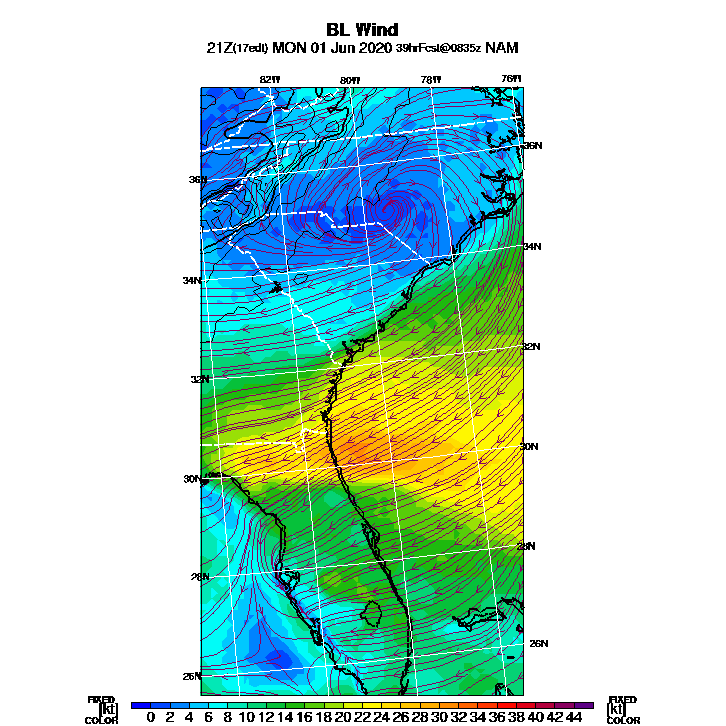 BL Wind
21Z(17edt) MON 01 Jun 2020 39hrFcst@0835z NAM
82W 80W 78W 76W
36N
36N
34N
34N
32N
32N
30N
30N
28N
28N
26N
26N
FIXED FIXED
[kt] 0 2 4 6 8 10 12 14 16 18 20 22 24 26 28 30 32 34 36 38 40 42 44 [kt]
COLOR COLOR